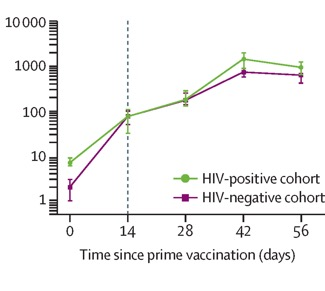 10 000
1000
100
10
1
HIV-positive cohort
HIV-negative cohort
0 14 28 42 56
Time since prime vaccination (days)